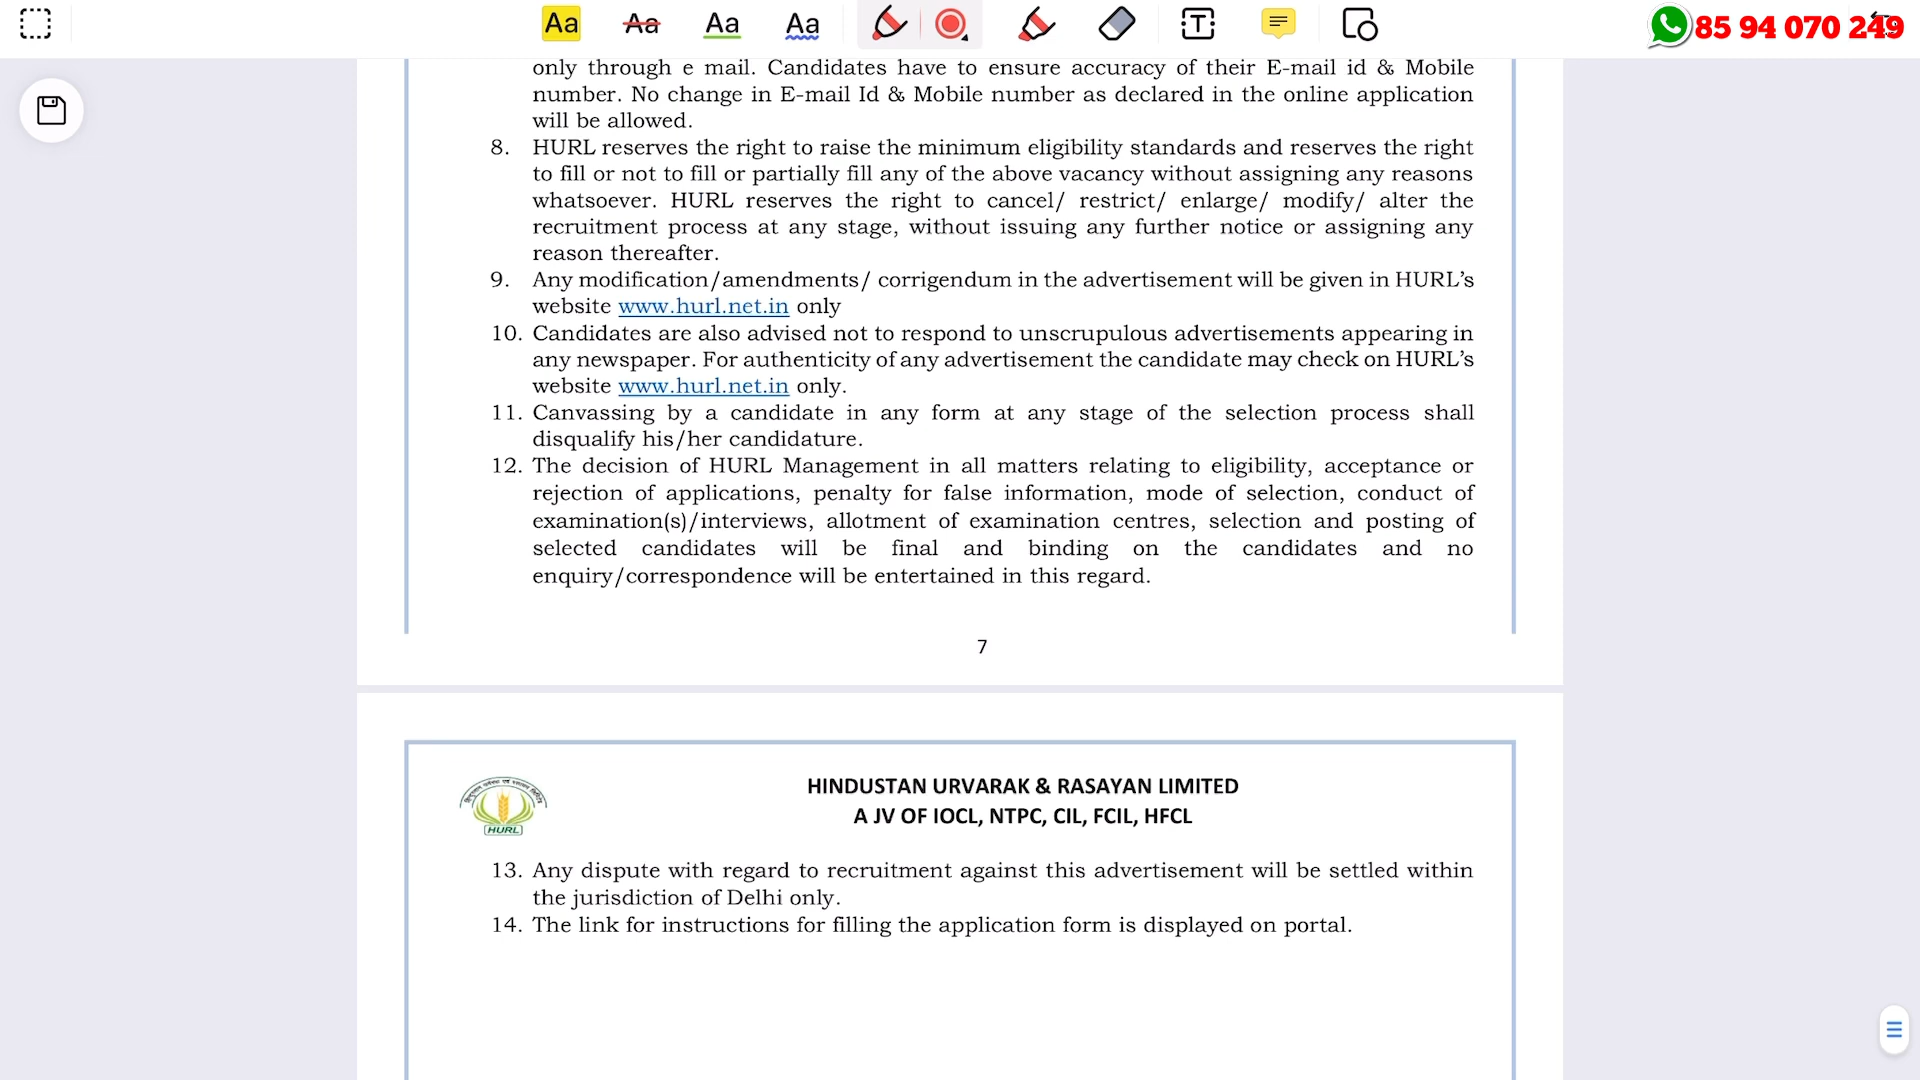 Aa Aa Aa Aa T
85 94 070 249
only through e mail. Candidates have to ensure accuracy of their E-mail id & Mobile
number. No change in E-mail Id & Mobile number as declared in the online application
will be allowed.
8. HURL reserves the right to raise the minimum eligibility standards and reserves the right
to fill or not to fill or partially fill any of the above vacancy without assigning any reasons
whatsoever. HURL reserves the right to cancel/ restrict/ enlarge/ modify/ alter the
recruitment process at any stage, without issuing any further notice or assigning any
reason thereafter.
9. Any modification/amendments/ corrigendum in the advertisement will be given in HURL's
website www.hurl.net.in only
10. Candidates are also advised not to respond to unscrupulous advertisements appearing in
any newspaper. For authenticity of any advertisement the candidate may check on HURL's
website www.hurl.net.in only.
11. Canvassing by a candidate in any form at any stage of the selection process shall
disqualify his/her candidature.
12. The decision of HURL Management in all matters relating to eligibility, acceptance or
rejection of applications, penalty for false information, mode of selection, conduct of
examination(s)/interviews, allotment of examination centres, selection and posting of
selected candidates will be final and binding on the candidates and no
enquiry/correspondence will be entertained in this regard.
7
HURL
HINDUSTAN URVARAK & RASAYAN LIMITED
A JV OF IOCL, NTPC, CIL, FCIL, HFCL
13. Any dispute with regard to recruitment against this advertisement will be settled within
the jurisdiction of Delhi only.
14. The link for instructions for filling the application form is displayed on portal.